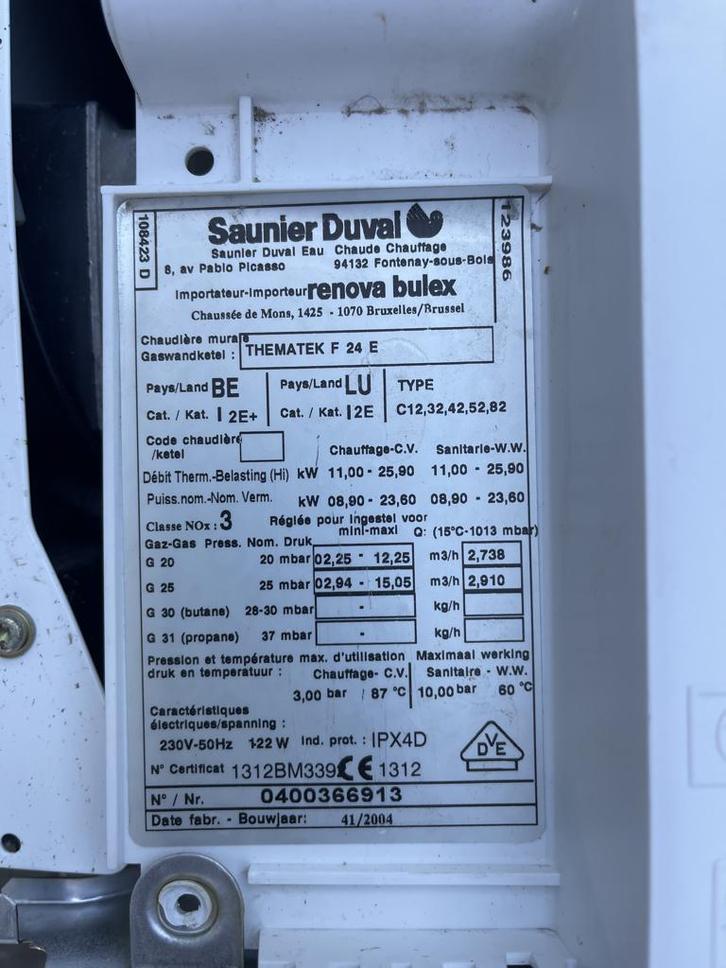 108423 D
123986
Saunier Duval
Saunier Duval Eau Chaude Chauffage
8, av Pablo Picasso 94132 Fontenay-sous-Bois
Importateur-Importeur renova bulex
Chaussée de Mons, 1425 - 1070 Bruxelles/Brussel
Chaudière murale
Gaswandketel : THEMATEK F 24 E
Pays/Land BE Pays/Land LU TYPE
Cat. / Kat. I 2E+ Cat. / Kat. I 2E C12,32,42,52,82
Code chaudière
/ketel
Chauffage-C.V. Sanitarie-W.W.
Débit Therm.-Belasting (Hi) kW 11,00 - 25,90 11,00 - 25,90
Puiss.nom.-Nom. Verm. kW 08,90 - 23,60 08,90 - 23,60
Classe NOx : 3 Réglée pour Ingestel voor
mini-maxi Q: (15°C-1013 mbar)
Gaz-Gas Press. Nom. Druk
G 20 20 mbar 02,25 - 12,25 m3/h 2,738
G 25 25 mbar 02,94 - 15,05 m3/h 2,910
G 30 (butane) 28-30 mbar - kg/h
G 31 (propane) 37 mbar - kg/h
Pression et température max. d'utilisation Maximaal werking
druk en temperatuur : Chauffage- C.V. Sanitaire - W.W.
3,00 bar / 87 °C 10,00 bar 60 °C
Caractéristiques
électriques/spanning :
230V-50Hz 122 W Ind. prot. : IPX4D
DVE
N° Certificat 1312BM339 CE 1312
N° / Nr. 0400366913
Date fabr. - Bouwjaar: 41/2004